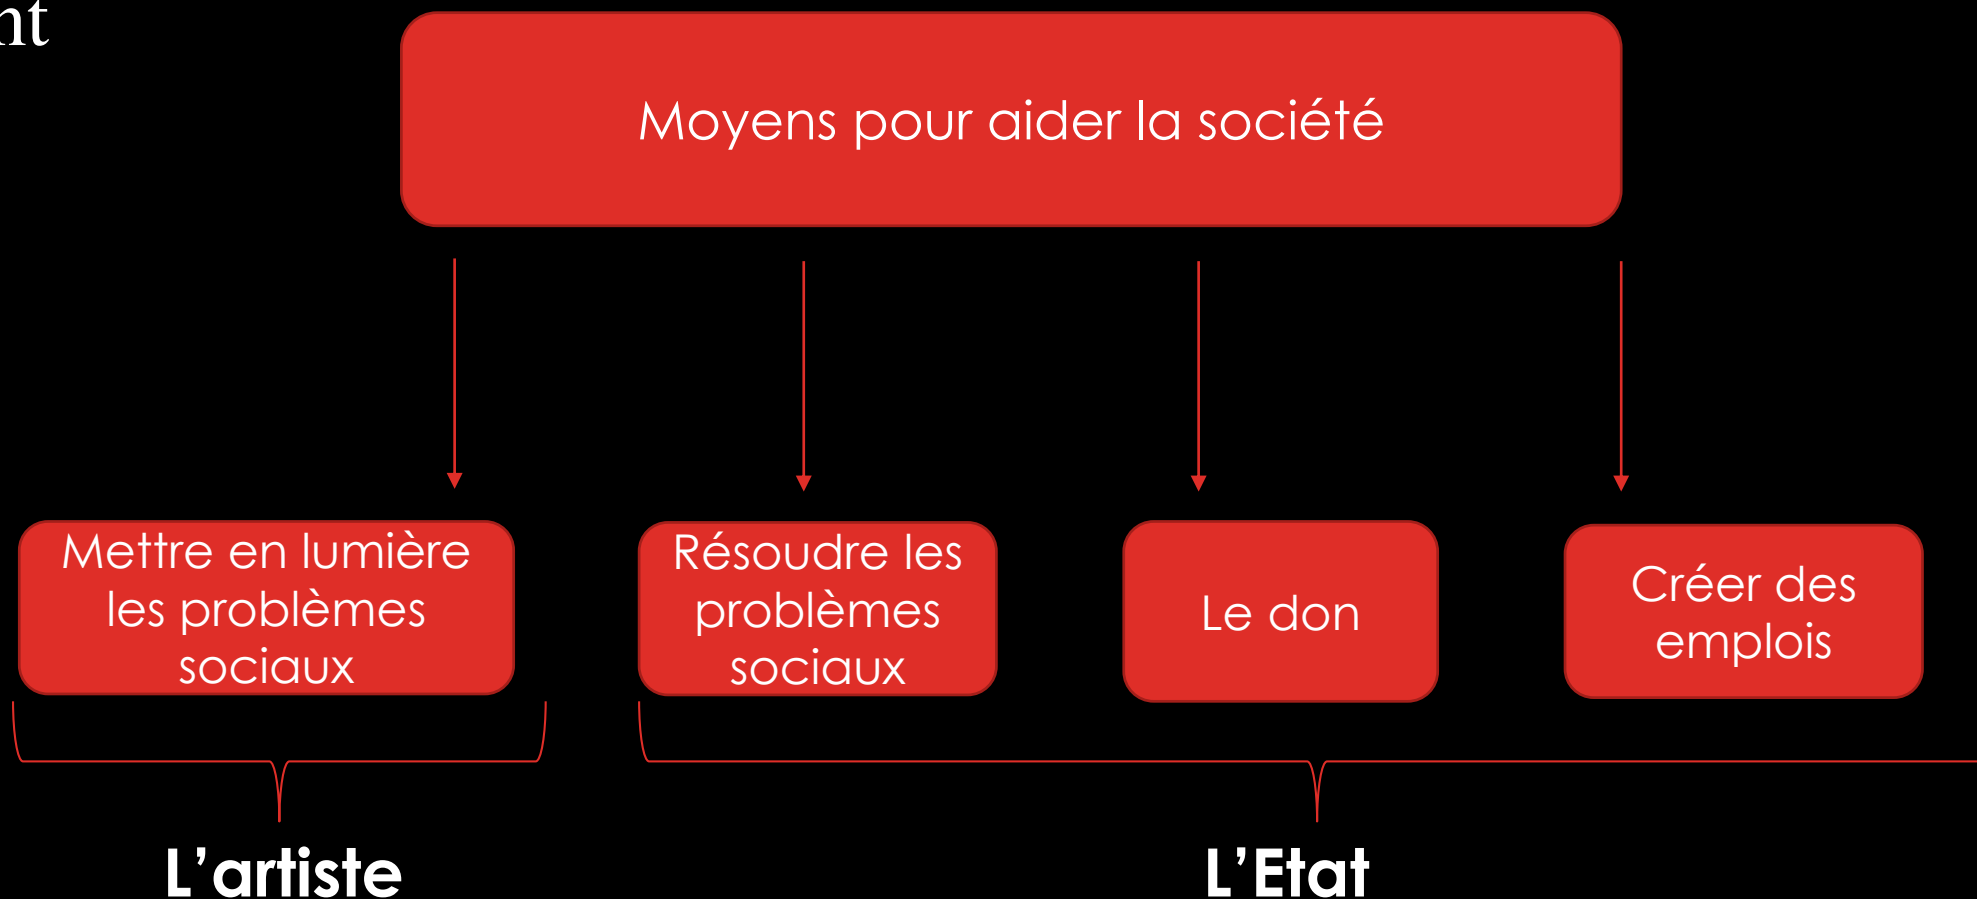 Moyens pour aider la société
Mettre en lumière
les problèmes
sociaux
Résoudre les
problèmes
sociaux
Le don
Créer des
emplois
L’artiste
L’Etat